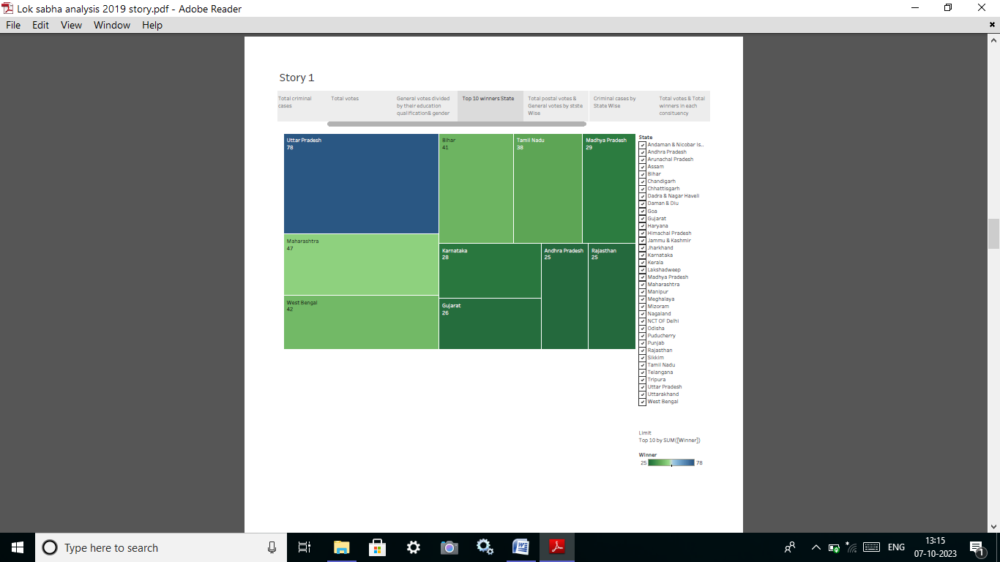 Lok sabha analysis 2019 story.pdf - Adobe Reader
File Edit View Window Help
Story 1
Total criminal
cases
Total votes
General votes divided
by their education
qualification& gender
Top 10 winners State
Total postal votes &
General votes by stste
Wise
Criminal cases by
State Wise
Total votes & Total
winners in each
consituency
Uttar Pradesh
78
Maharashtra
47
West Bengal
42
Bihar
41
Tamil Nadu
38
Madhya Pradesh
29
Karnataka
28
Gujarat
26
Andhra Pradesh
25
Rajasthan
25
State
Andaman & Nicobar Is..
Andhra Pradesh
Arunachal Pradesh
Assam
Bihar
Chandigarh
Chhattisgarh
Dadra & Nagar Haveli
Daman & Diu
Goa
Gujarat
Haryana
Himachal Pradesh
Jammu & Kashmir
Jharkhand
Karnataka
Kerala
Lakshadweep
Madhya Pradesh
Maharashtra
Manipur
Meghalaya
Mizoram
Nagaland
NCT OF Delhi
Odisha
Puducherry
Punjab
Rajasthan
Sikkim
Tamil Nadu
Telangana
Tripura
Uttar Pradesh
Uttarakhand
West Bengal
Limit
Top 10 by SUM([Winner])
Winner
25 78
Type here to search
ENG
13:15
07-10-2023
1